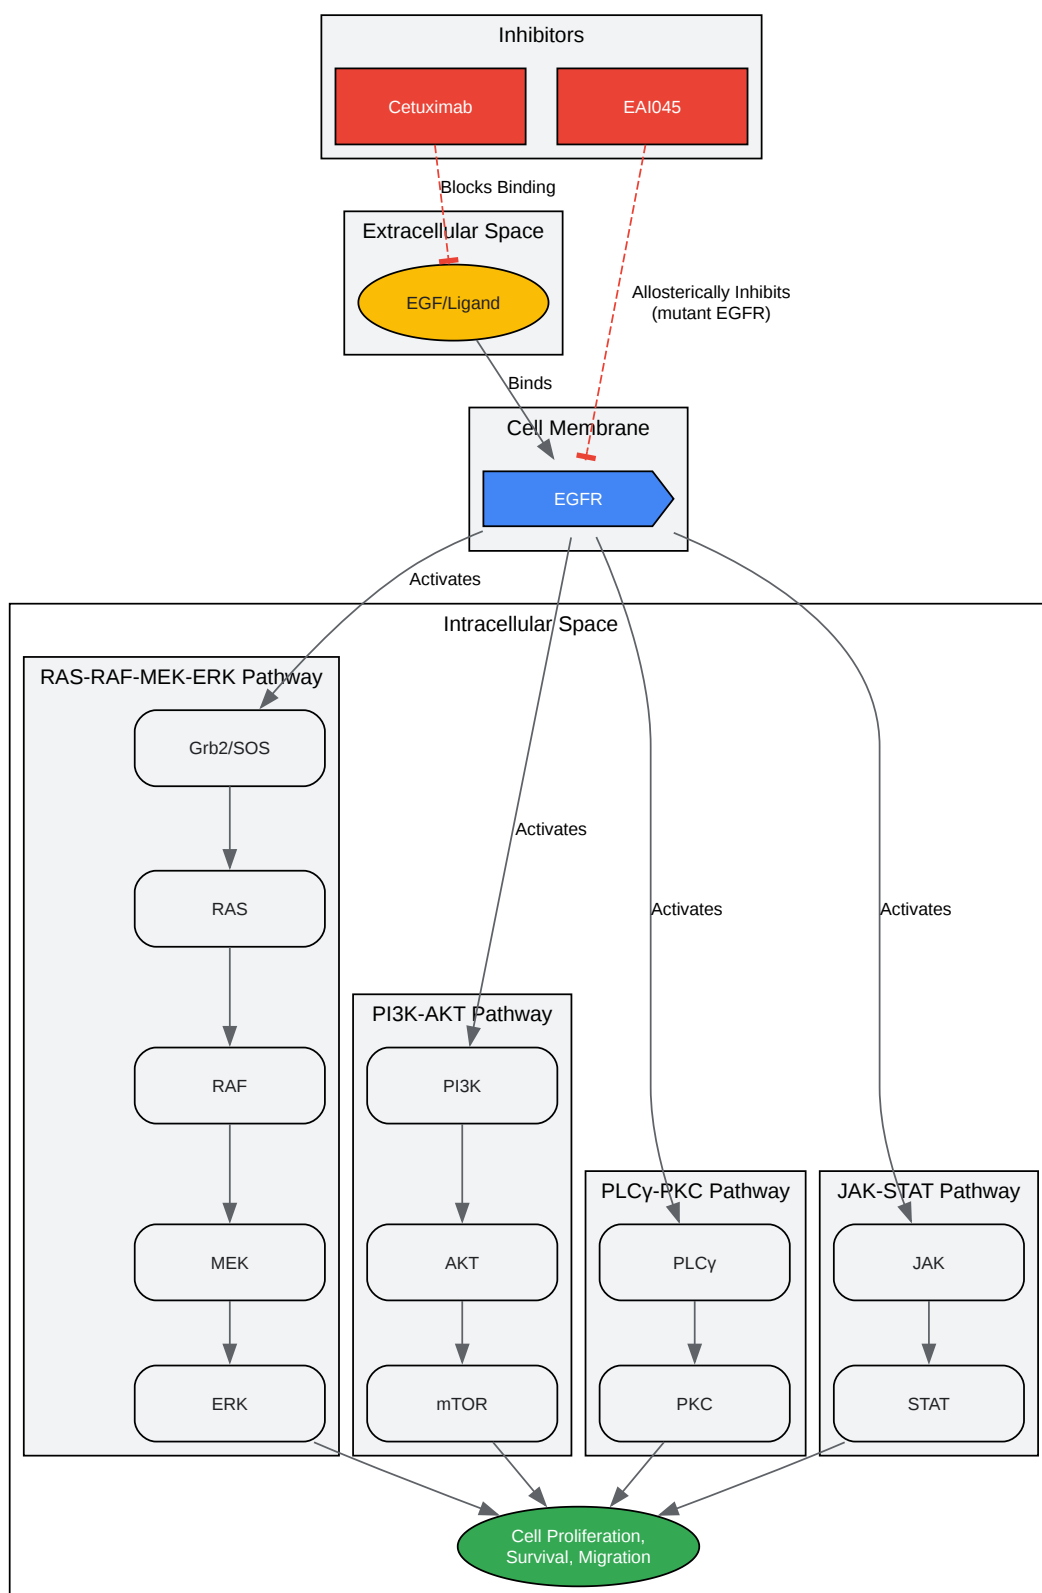 Inhibitors
Cetuximab
EAI045
Blocks Binding
Extracellular Space
EGF/Ligand
Allosterically Inhibits
(mutant EGFR)
Binds
Cell Membrane
EGFR
Activates
Intracellular Space
RAS-RAF-MEK-ERK Pathway
Grb2/SOS
Activates
RAS
Activates
Activates
PI3K-AKT Pathway
RAF
PI3K
PLCγ-PKC Pathway
JAK-STAT Pathway
MEK
AKT
PLCγ
JAK
ERK
mTOR
PKC
STAT
Cell Proliferation,
Survival, Migration